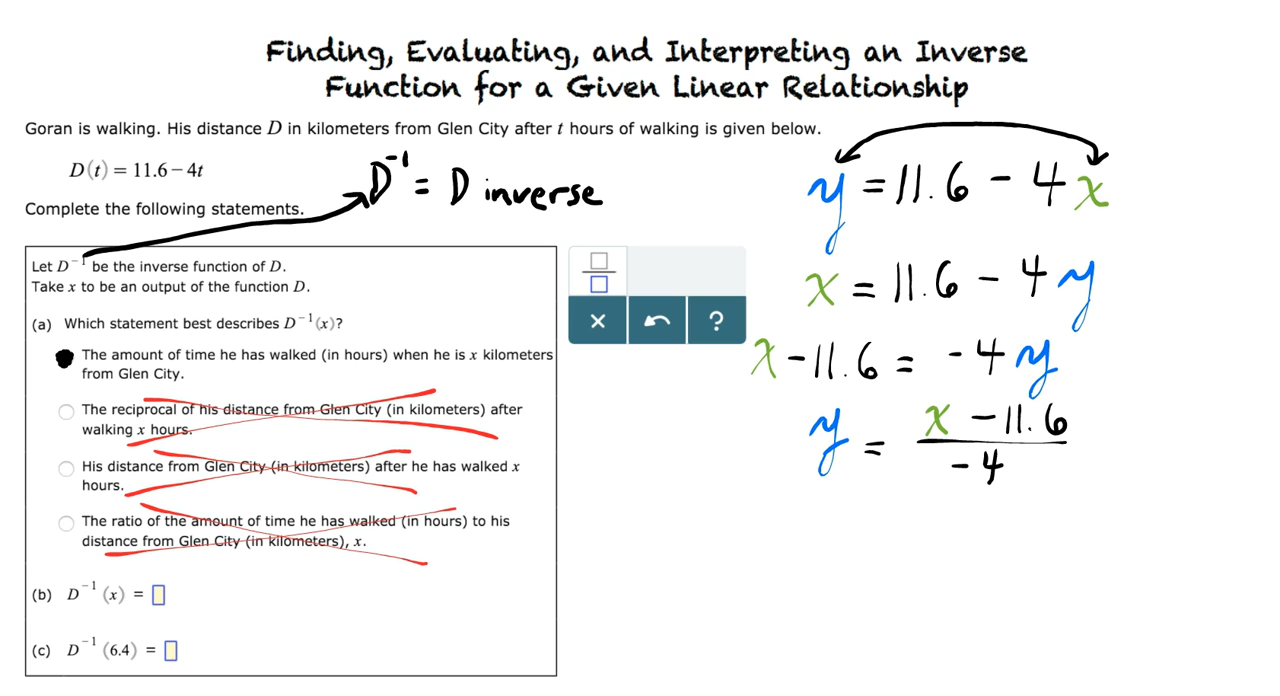 Finding, Evaluating, and Interpreting an Inverse
Function for a Given Linear Relationship
Goran is walking. His distance D in kilometers from Glen City after t hours of walking is given below.
D(t) = 11.6 − 4t
Complete the following statements.
D⁻¹ = D inverse
Let D⁻¹ be the inverse function of D.
Take x to be an output of the function D.
(a) Which statement best describes D⁻¹(x)?
The amount of time he has walked (in hours) when he is x kilometers
from Glen City.
The reciprocal of his distance from Glen City (in kilometers) after
walking x hours.
His distance from Glen City (in kilometers) after he has walked x
hours.
The ratio of the amount of time he has walked (in hours) to his
distance from Glen City (in kilometers), x.
(b) D⁻¹(x) =
(c) D⁻¹(6.4) =
× ?
y = 11.6 − 4x
x = 11.6 − 4y
x − 11.6 = −4y
y = x − 11.6
−4